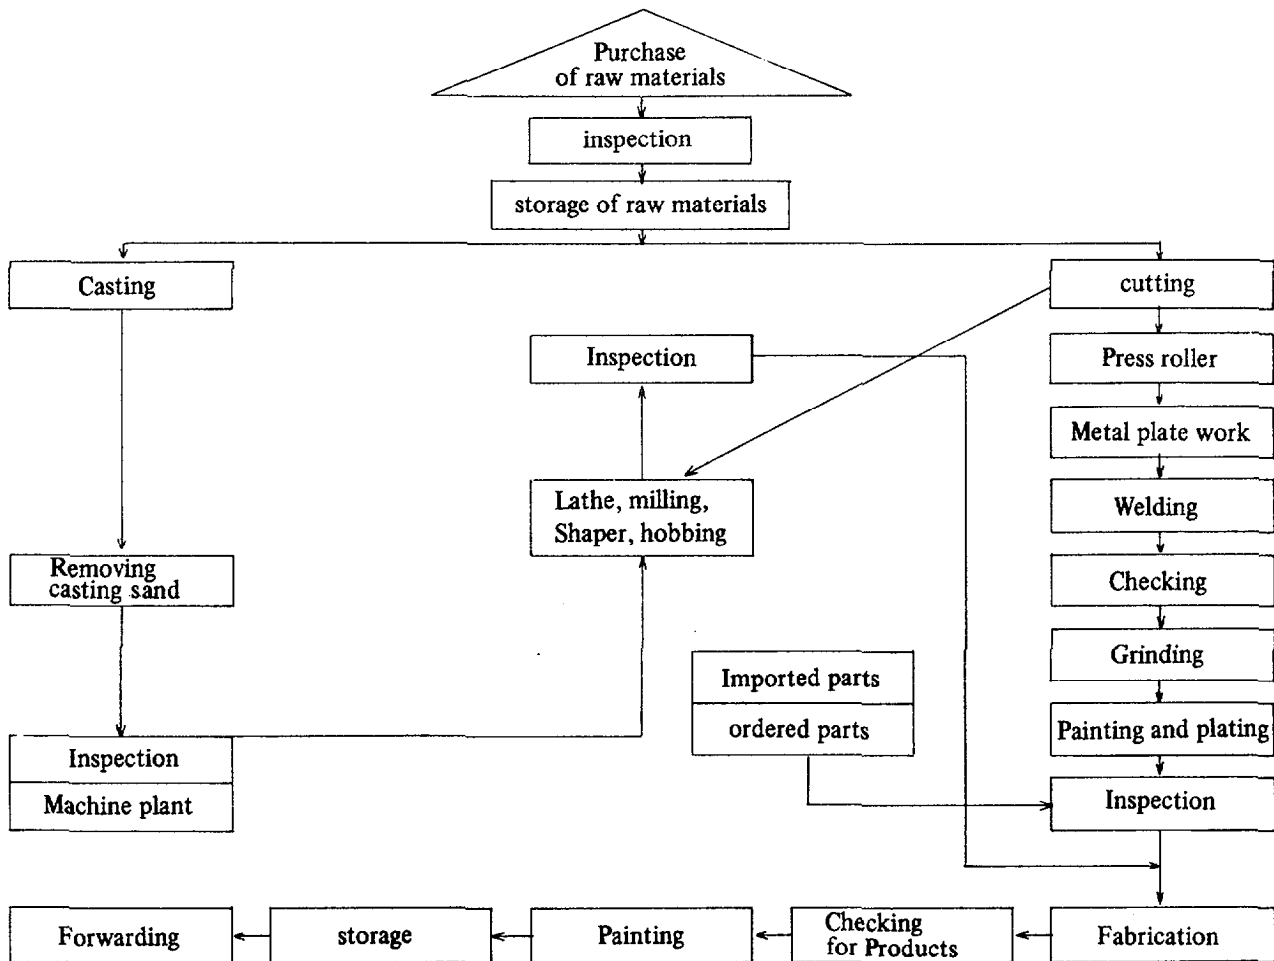 Purchase
of raw materials
inspection
storage of raw materials
Casting
cutting
Inspection
Press roller
Metal plate work
Lathe, milling,
Shaper, hobbing
Welding
Removing
casting sand
Checking
Grinding
Imported parts
ordered parts
Painting and plating
Inspection
Machine plant
Inspection
Forwarding
storage
Painting
Checking
for Products
Fabrication